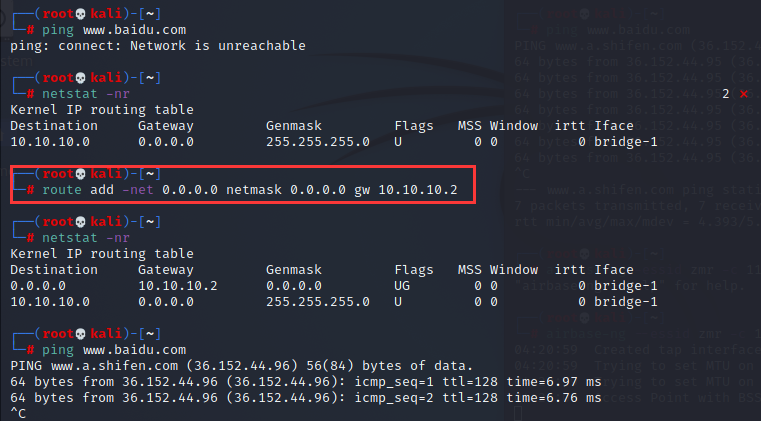 ┌──(root💀kali)-[~]
└─# ping www.baidu.com
ping: connect: Network is unreachable
┌──(root💀kali)-[~]
└─# netstat -nr 2 ⨯
Kernel IP routing table
Destination Gateway Genmask Flags MSS Window irtt Iface
10.10.10.0 0.0.0.0 255.255.255.0 U 0 0 0 bridge-1
┌──(root💀kali)-[~]
└─# route add -net 0.0.0.0 netmask 0.0.0.0 gw 10.10.10.2
┌──(root💀kali)-[~]
└─# netstat -nr
Kernel IP routing table
Destination Gateway Genmask Flags MSS Window irtt Iface
0.0.0.0 10.10.10.2 0.0.0.0 UG 0 0 0 bridge-1
10.10.10.0 0.0.0.0 255.255.255.0 U 0 0 0 bridge-1
┌──(root💀kali)-[~]
└─# ping www.baidu.com
PING www.a.shifen.com (36.152.44.96) 56(84) bytes of data.
64 bytes from 36.152.44.96 (36.152.44.96): icmp_seq=1 ttl=128 time=6.97 ms
64 bytes from 36.152.44.96 (36.152.44.96): icmp_seq=2 ttl=128 time=6.76 ms
^C